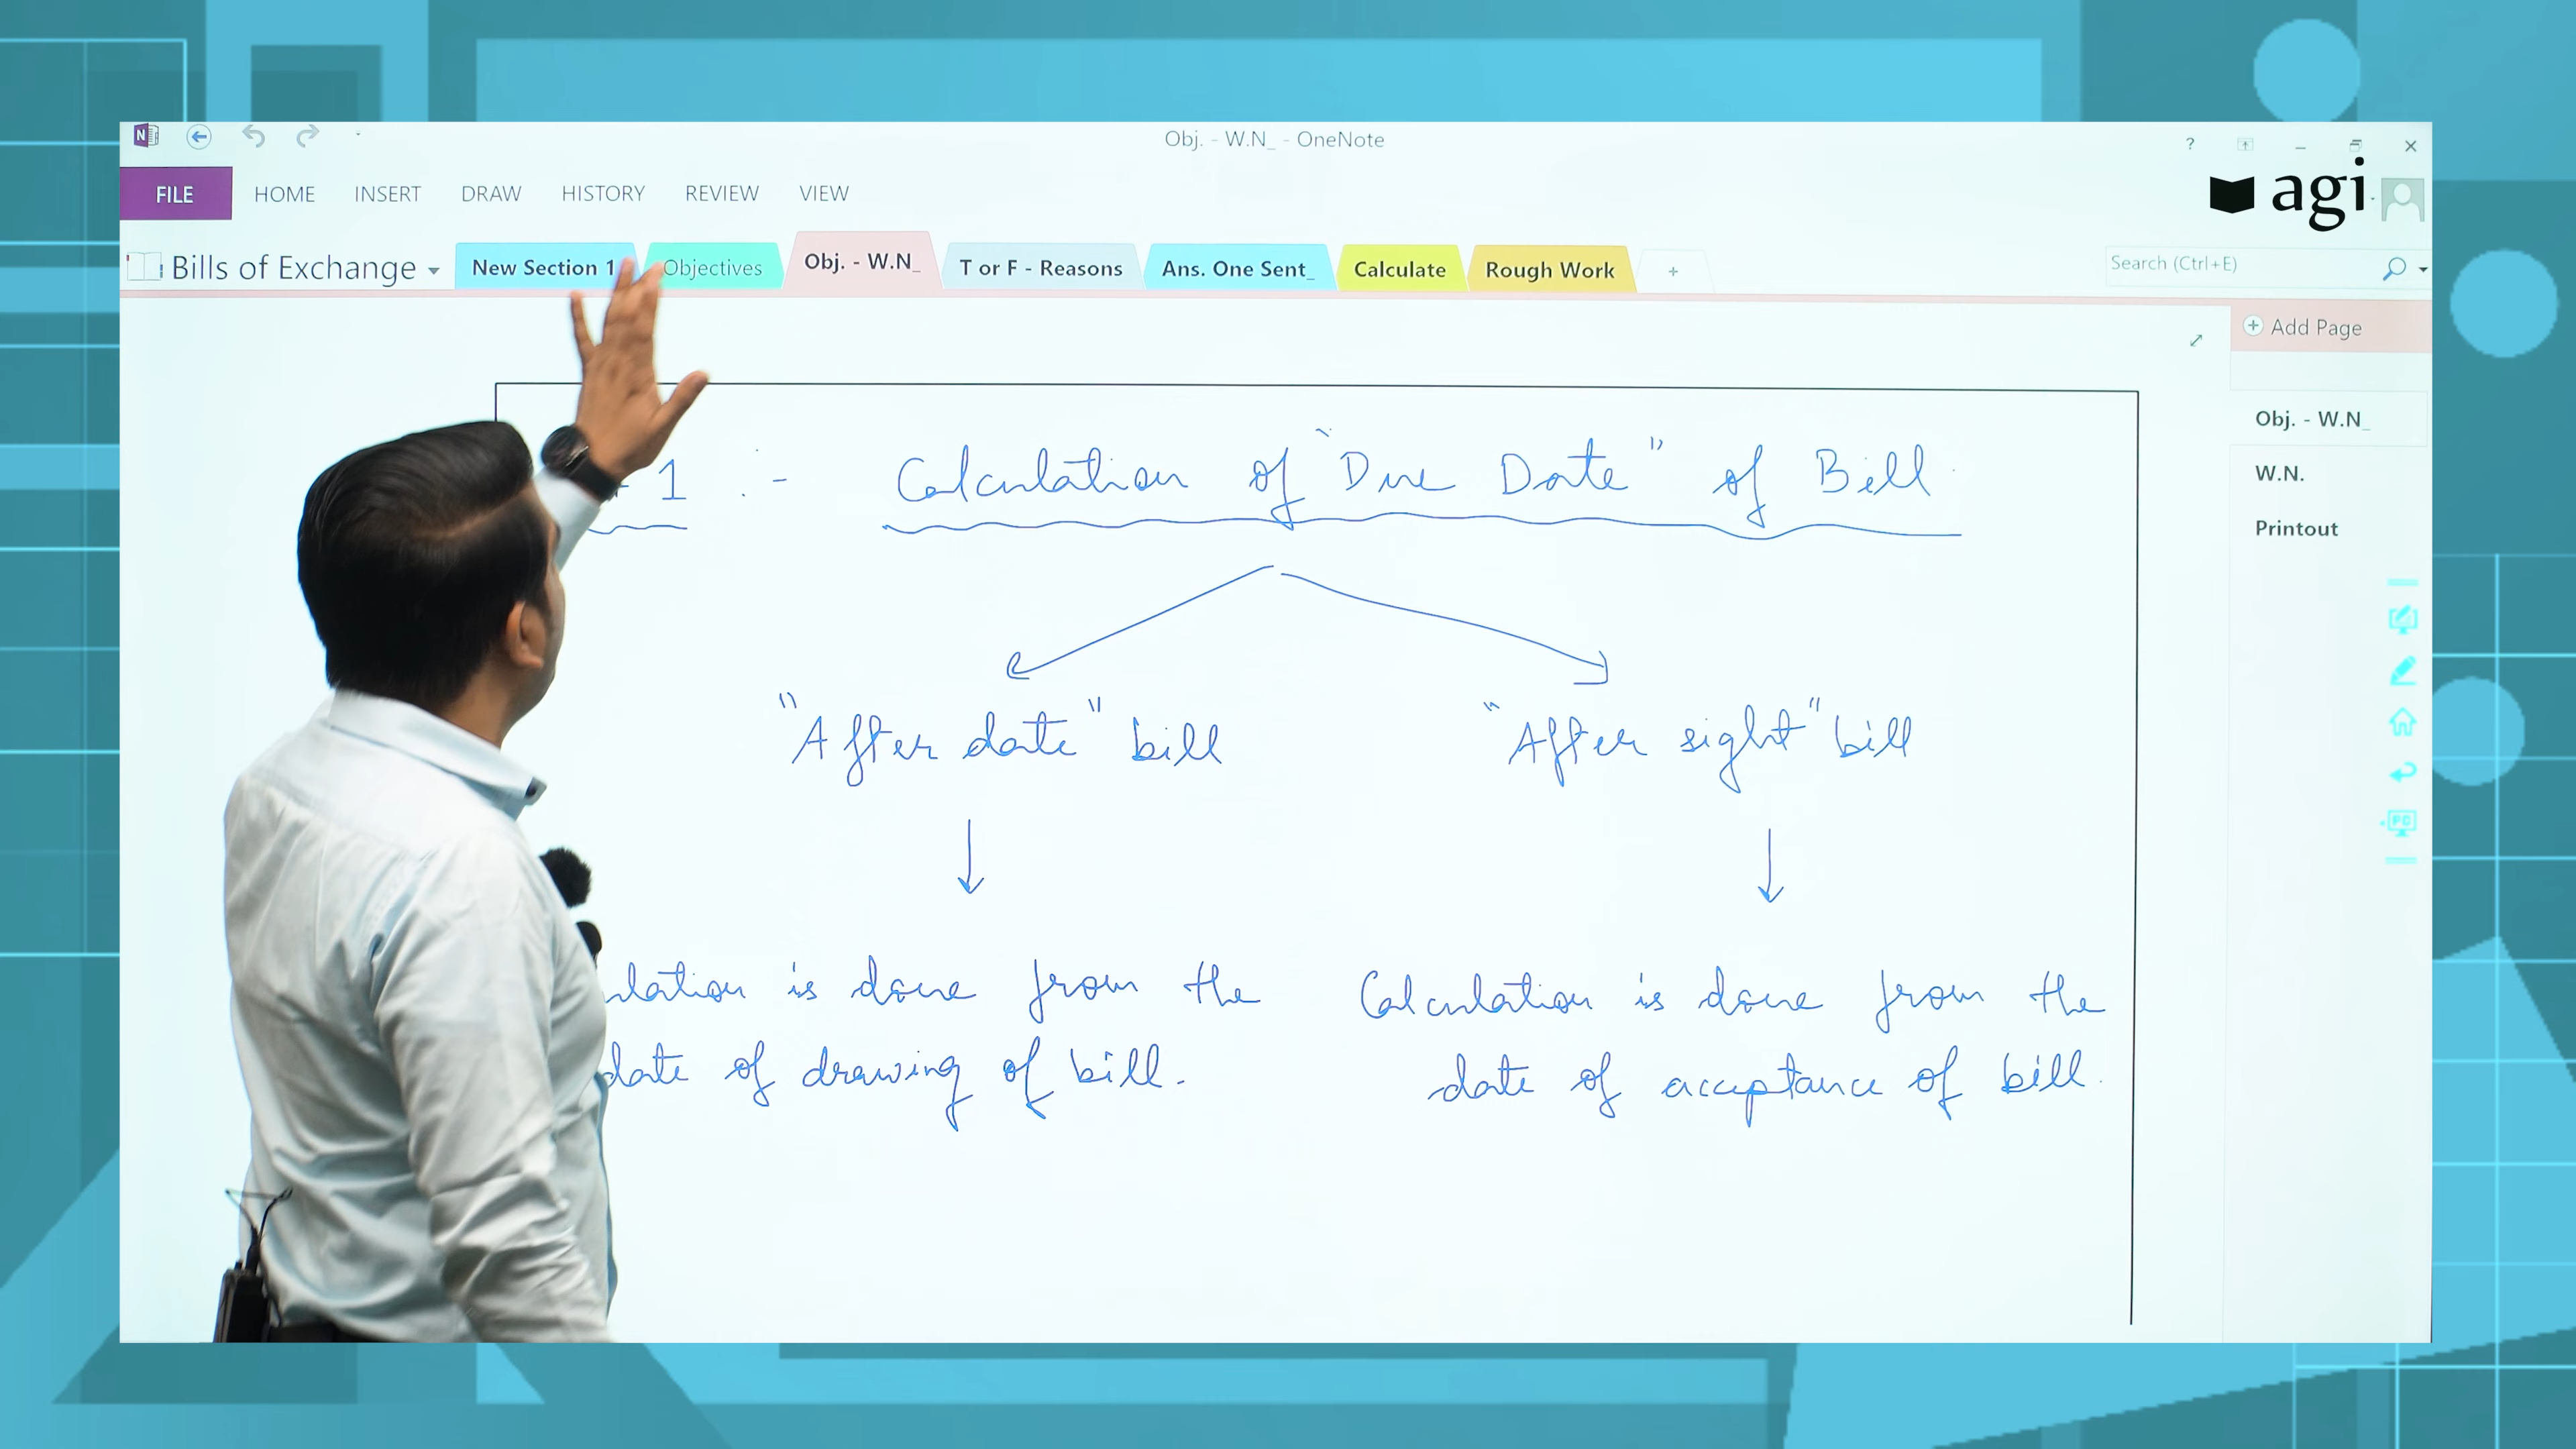 Obj. - W.N_ - OneNote
?
agi
FILE HOME INSERT DRAW HISTORY REVIEW VIEW
Bills of Exchange
New Section 1 Objectives Obj. - W.N_ T or F - Reasons Ans. One Sent_ Calculate Rough Work +
Search (Ctrl+E)
Add Page
Obj. - W.N_
W.N.
Printout
1 :- Calculation of "Due Date" of Bill.
"After date" bill
"After sight" bill
lation is done from the
date of drawing of bill.
Calculation is done from the
date of acceptance of bill.